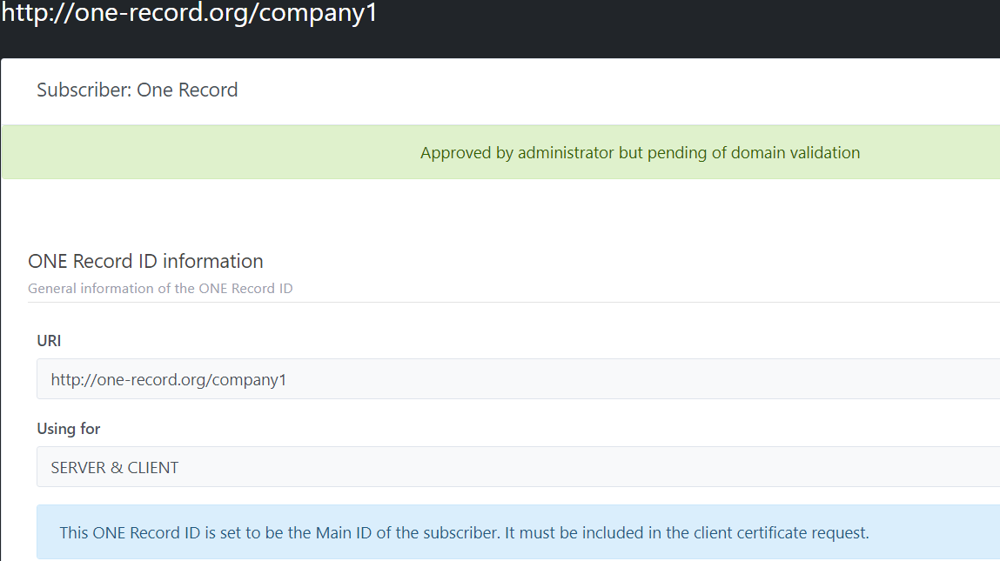 http://one-record.org/company1
Subscriber: One Record
Approved by administrator but pending of domain validation
ONE Record ID information
General information of the ONE Record ID
URI
http://one-record.org/company1
Using for
SERVER & CLIENT
This ONE Record ID is set to be the Main ID of the subscriber. It must be included in the client certificate request.